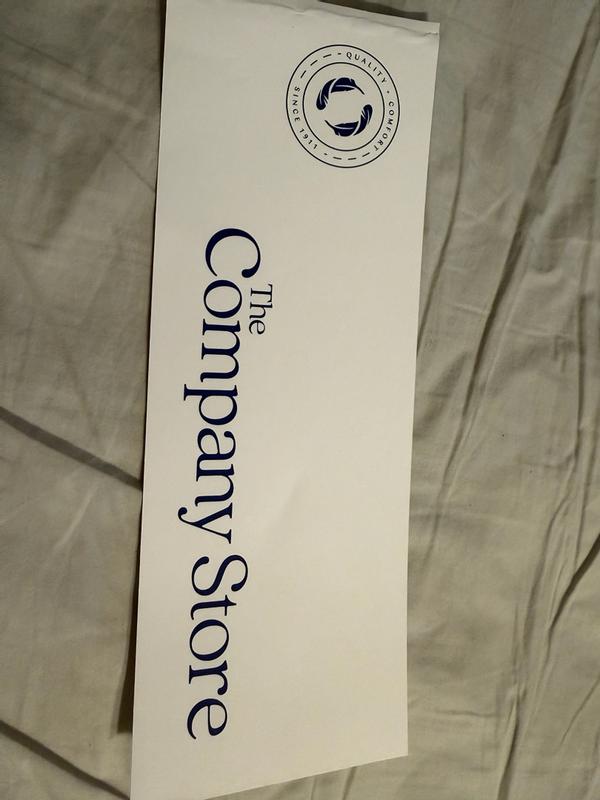 QUALITY • COMFORT
SINCE 1911
The
Company Store